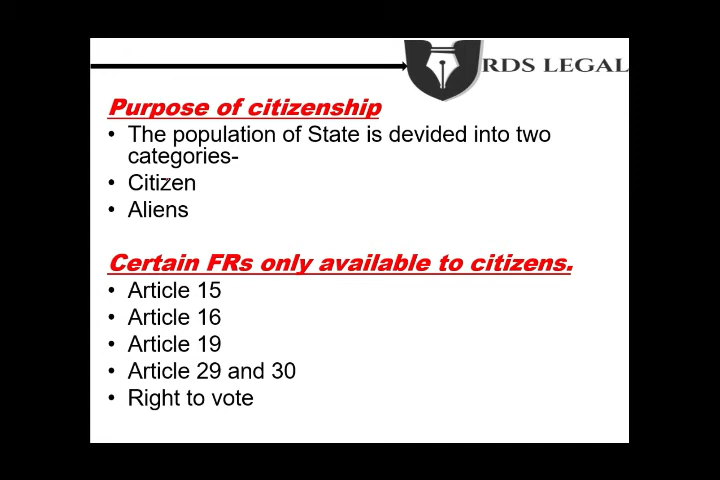 RDS LEGAL
Purpose of citizenship
• The population of State is devided into two
categories-
• Citizen
• Aliens
Certain FRs only available to citizens.
• Article 15
• Article 16
• Article 19
• Article 29 and 30
• Right to vote